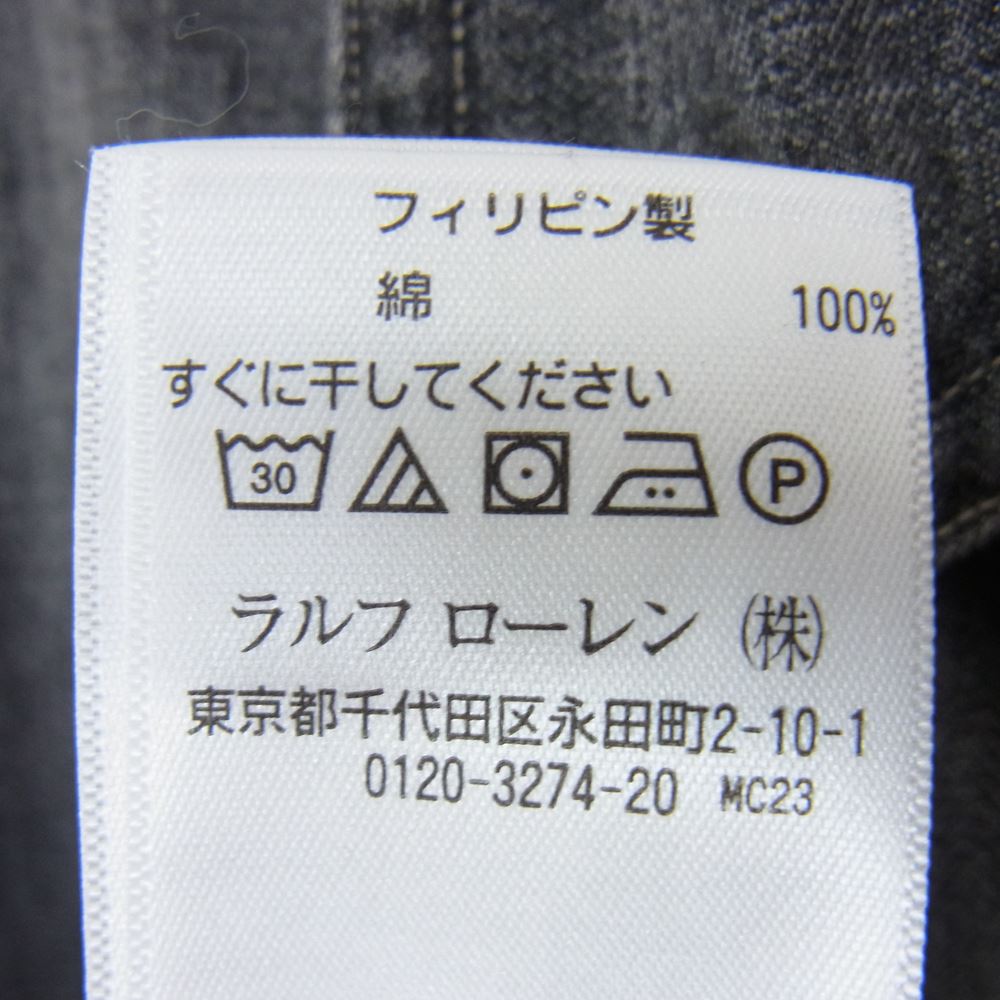 フィリピン製
綿 100%
すぐに干してください
30 P
ラルフ ローレン ㈱
東京都千代田区永田町2-10-1
0120-3274-20 MC23